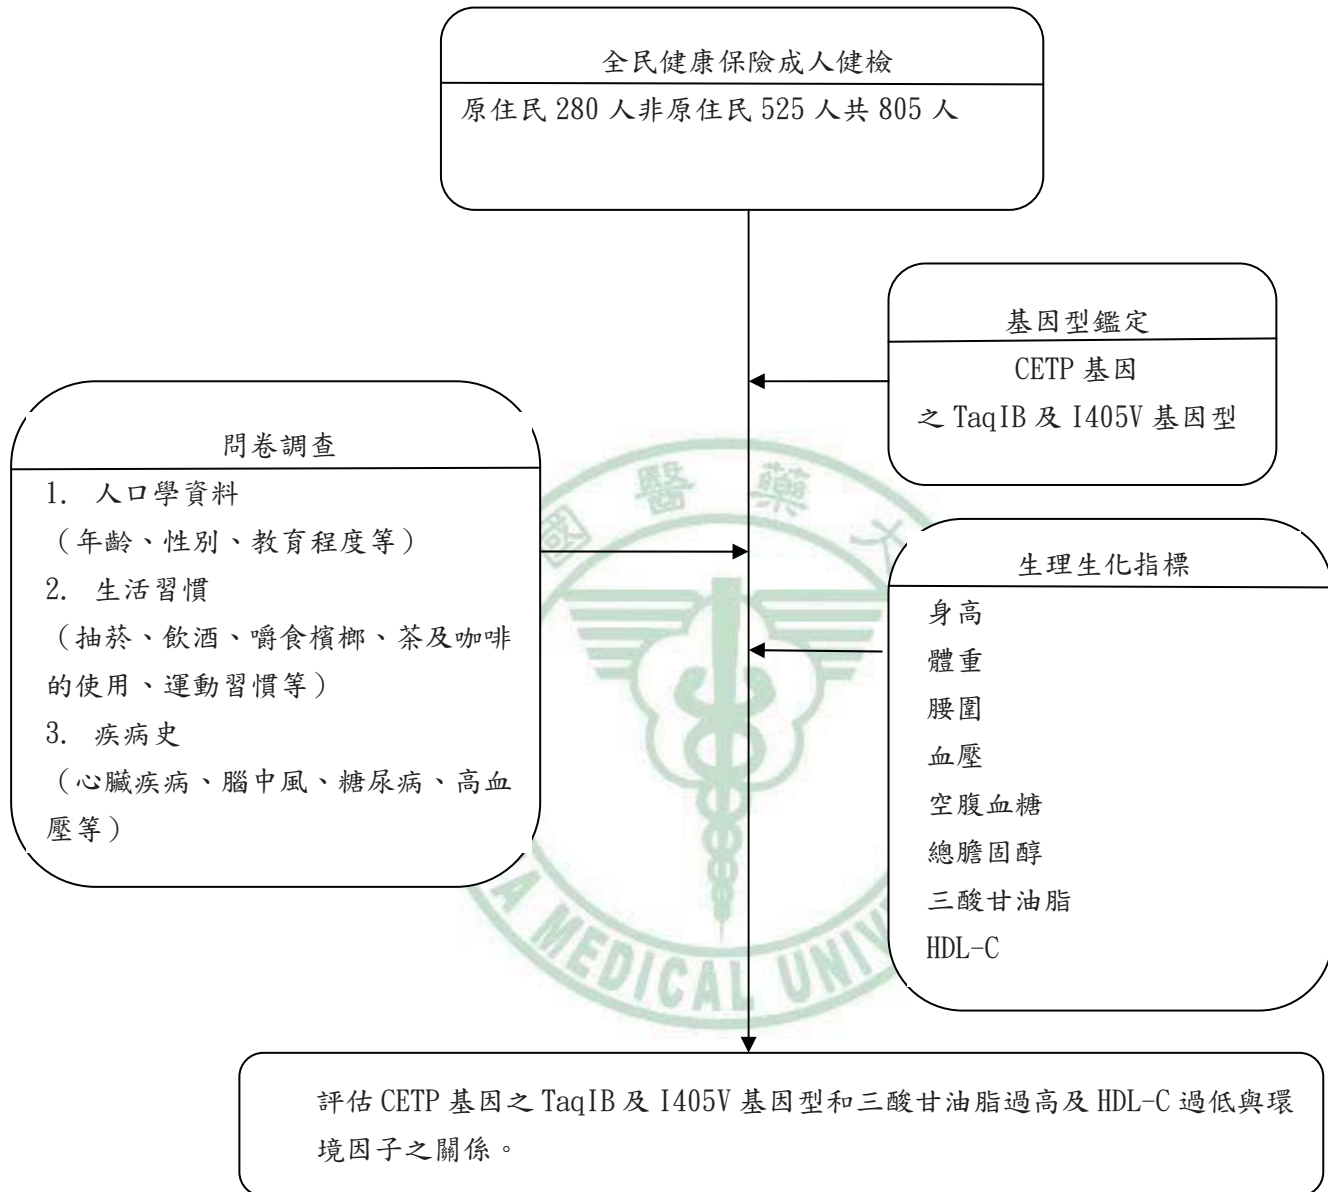 全民健康保險成人健檢
原住民 280 人非原住民 525 人共 805 人
基因型鑑定
CETP 基因
之 TaqIB 及 I405V 基因型
問卷調查
1. 人口學資料
（年齡、性別、教育程度等）
2. 生活習慣
（抽菸、飲酒、嚼食檳榔、茶及咖啡
的使用、運動習慣等）
3. 疾病史
（心臟疾病、腦中風、糖尿病、高血
壓等）
生理生化指標
身高
體重
腰圍
血壓
空腹血糖
總膽固醇
三酸甘油脂
HDL-C
國 醫 藥 大
A MEDICAL UNIV
評估 CETP 基因之 TaqIB 及 I405V 基因型和三酸甘油脂過高及 HDL-C 過低與環
境因子之關係。